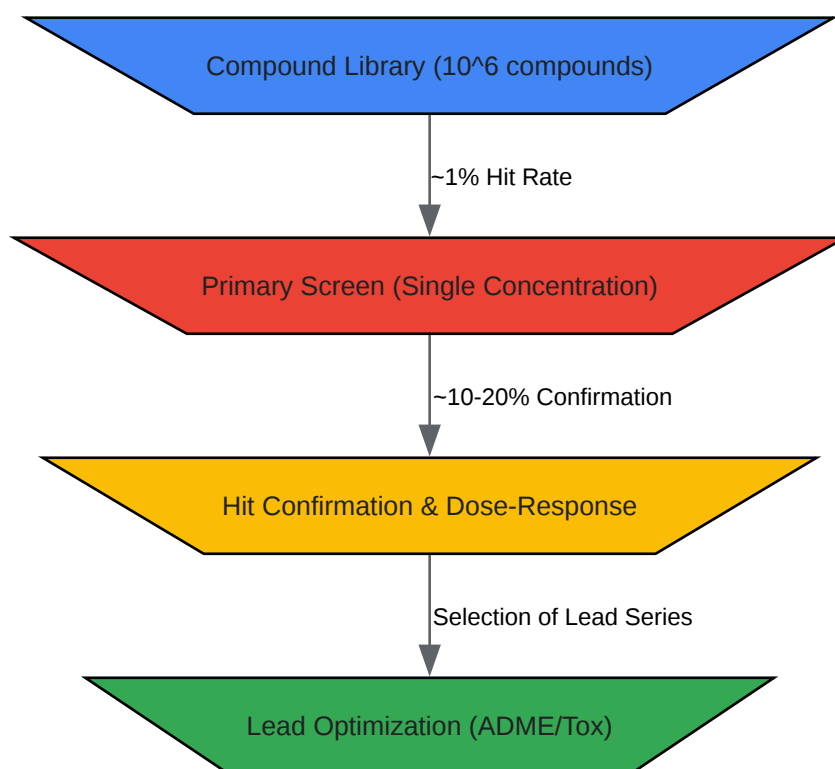 Compound Library (10^6 compounds)
~1% Hit Rate
Primary Screen (Single Concentration)
~10-20% Confirmation
Hit Confirmation & Dose-Response
Selection of Lead Series
Lead Optimization (ADME/Tox)